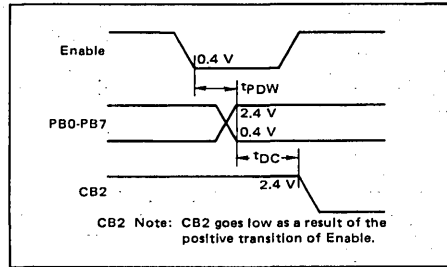 Enable
0.4 V
tPDW
PB0-PB7
2.4 V
0.4 V
tDC
CB2
2.4 V
CB2 Note: CB2 goes low as a result of the
positive transition of Enable.